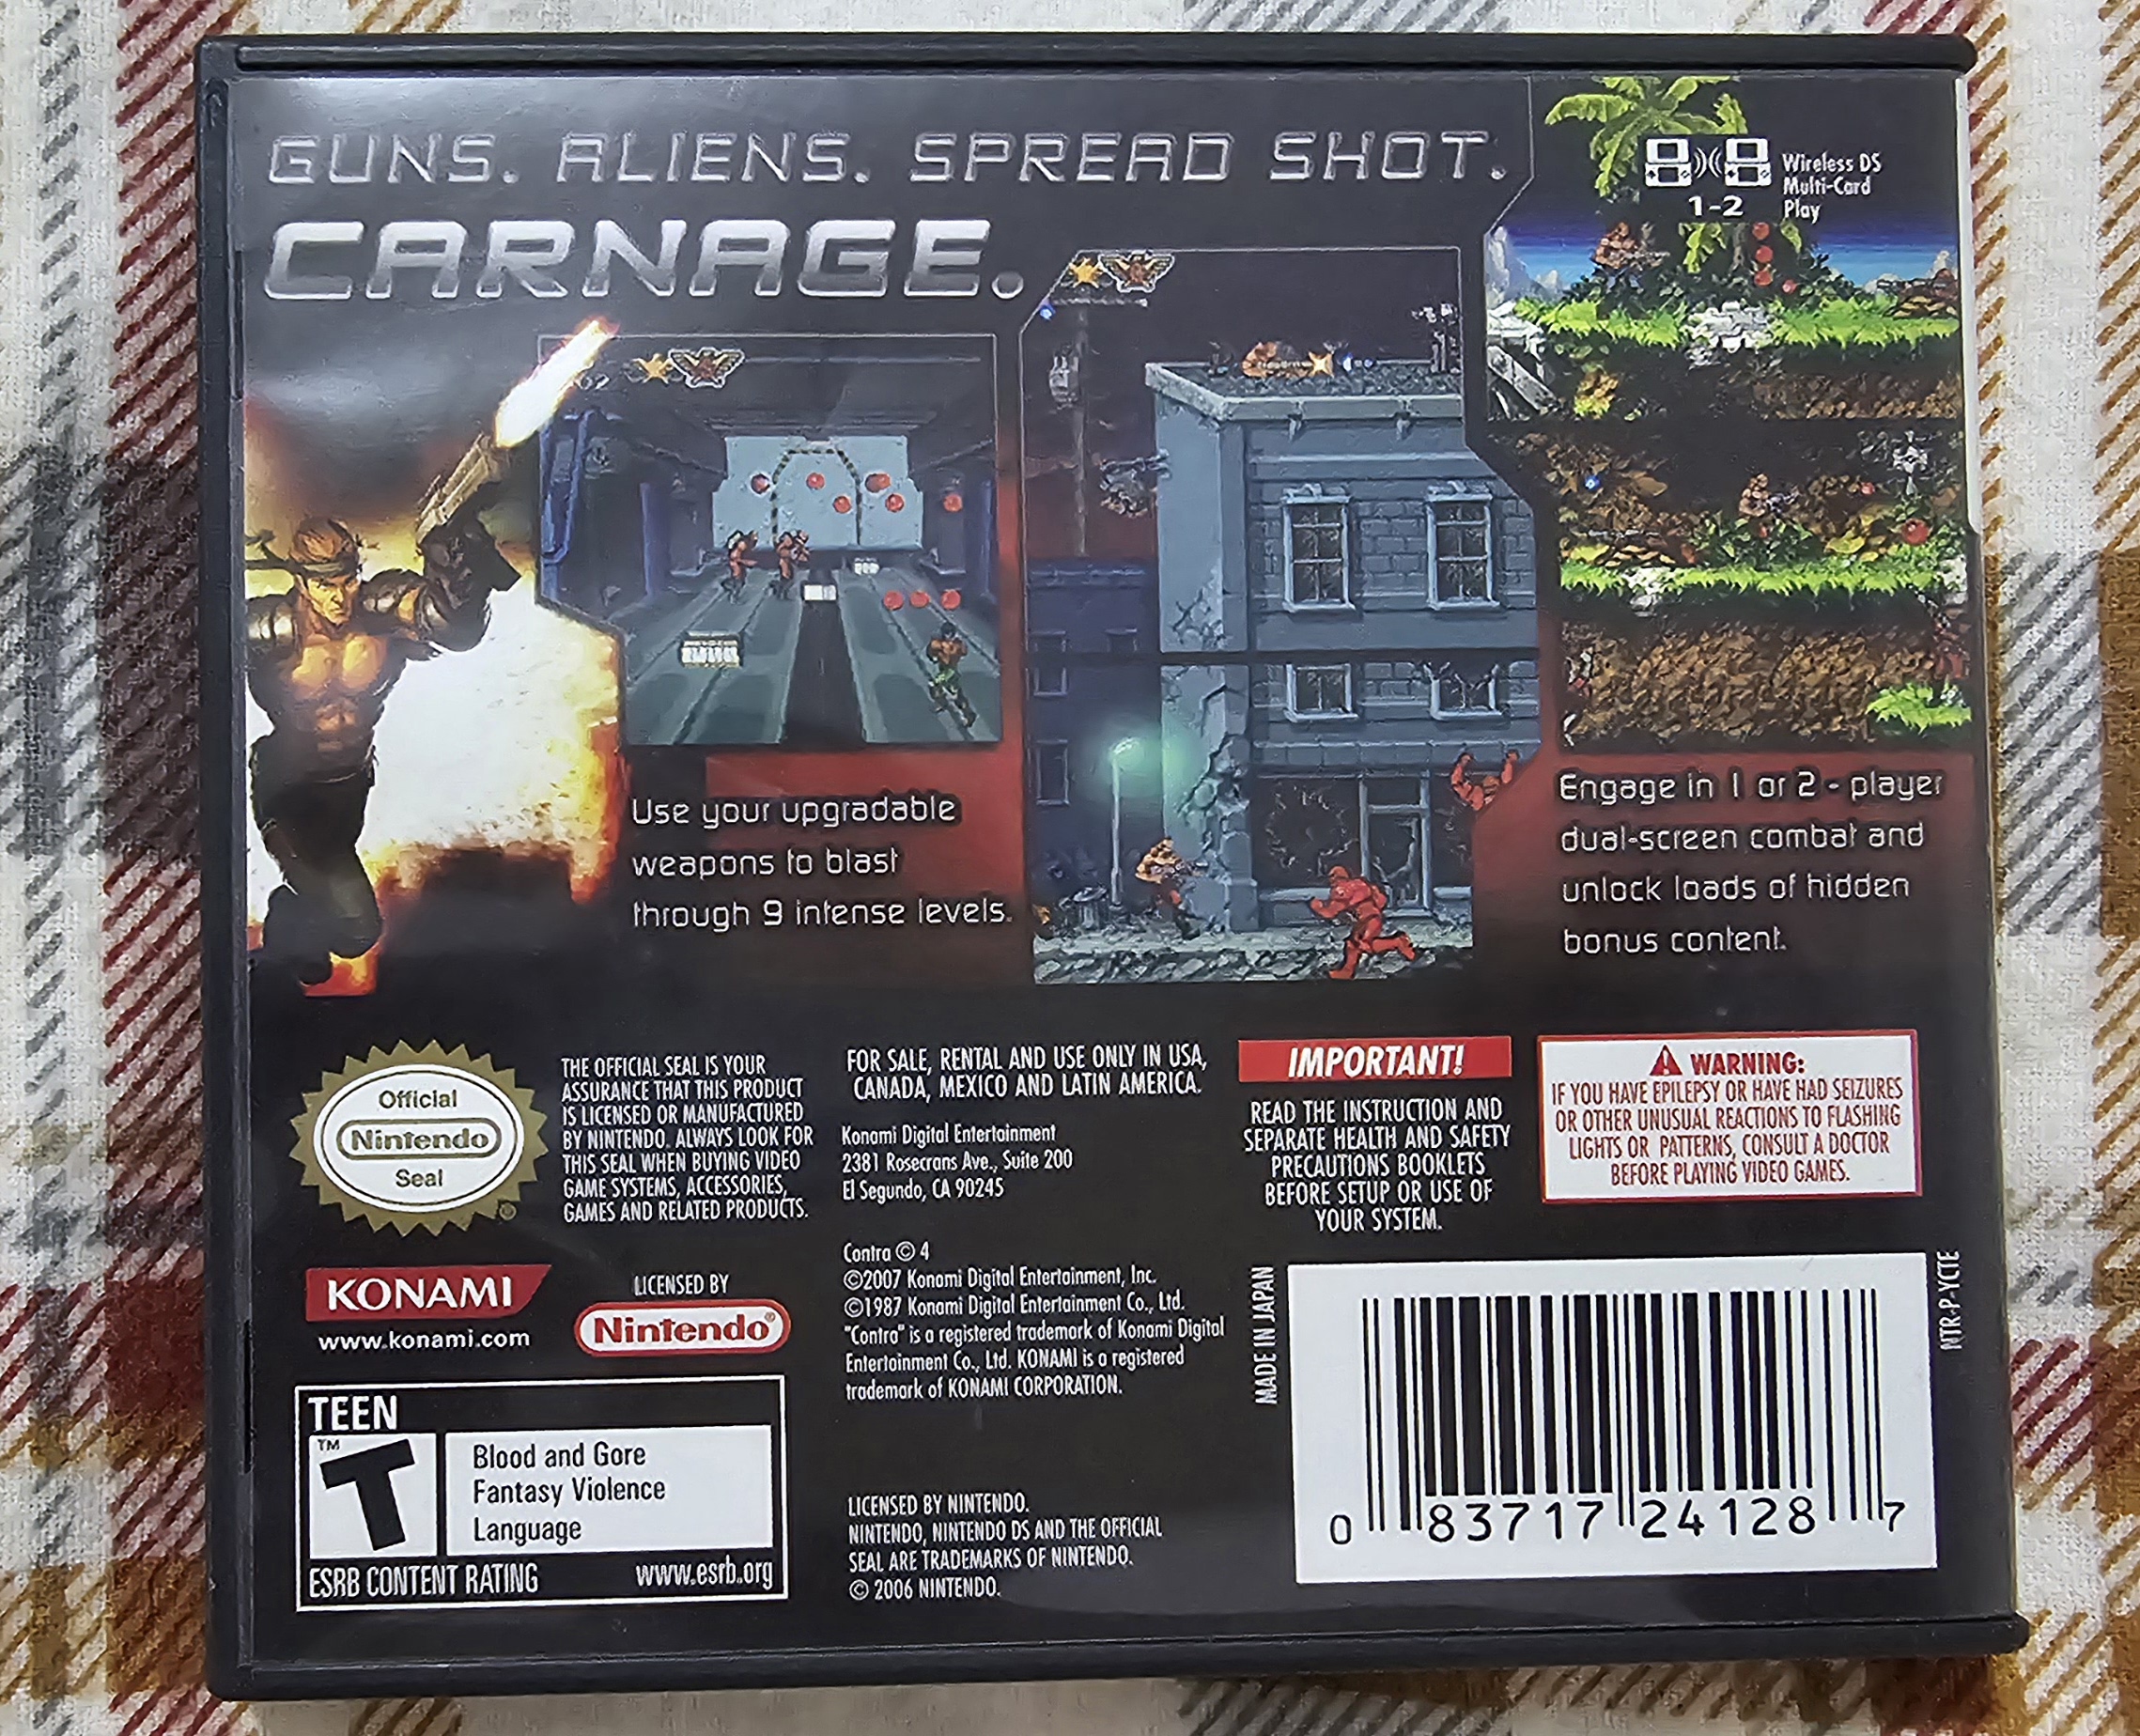 GUNS. ALIENS. SPREAD SHOT.
CARNAGE.
Wireless DS
Multi-Card
Play
1-2
Use your upgradable
weapons to blast
through 9 intense levels.
Engage in 1 or 2 - player
dual-screen combat and
unlock loads of hidden
bonus content.
Official
Nintendo
Seal
THE OFFICIAL SEAL IS YOUR
ASSURANCE THAT THIS PRODUCT
IS LICENSED OR MANUFACTURED
BY NINTENDO. ALWAYS LOOK FOR
THIS SEAL WHEN BUYING VIDEO
GAME SYSTEMS, ACCESSORIES,
GAMES AND RELATED PRODUCTS.
FOR SALE, RENTAL AND USE ONLY IN USA,
CANADA, MEXICO AND LATIN AMERICA.
Konami Digital Entertainment
2381 Rosecrans Ave., Suite 200
El Segundo, CA 90245
IMPORTANT!
READ THE INSTRUCTION AND
SEPARATE HEALTH AND SAFETY
PRECAUTIONS BOOKLETS
BEFORE SETUP OR USE OF
YOUR SYSTEM.
⚠ WARNING:
IF YOU HAVE EPILEPSY OR HAVE HAD SEIZURES
OR OTHER UNUSUAL REACTIONS TO FLASHING
LIGHTS OR PATTERNS, CONSULT A DOCTOR
BEFORE PLAYING VIDEO GAMES.
KONAMI
www.konami.com
LICENSED BY
Nintendo®
Contra © 4
©2007 Konami Digital Entertainment, Inc.
©1987 Konami Digital Entertainment Co., Ltd.
"Contra" is a registered trademark of Konami Digital
Entertainment Co., Ltd. KONAMI is a registered
trademark of KONAMI CORPORATION.
LICENSED BY NINTENDO.
NINTENDO, NINTENDO DS AND THE OFFICIAL
SEAL ARE TRADEMARKS OF NINTENDO.
© 2006 NINTENDO.
TEEN
T™
Blood and Gore
Fantasy Violence
Language
ESRB CONTENT RATING www.esrb.org
MADE IN JAPAN
NTR-P-YCTE
0 83717 24128 7